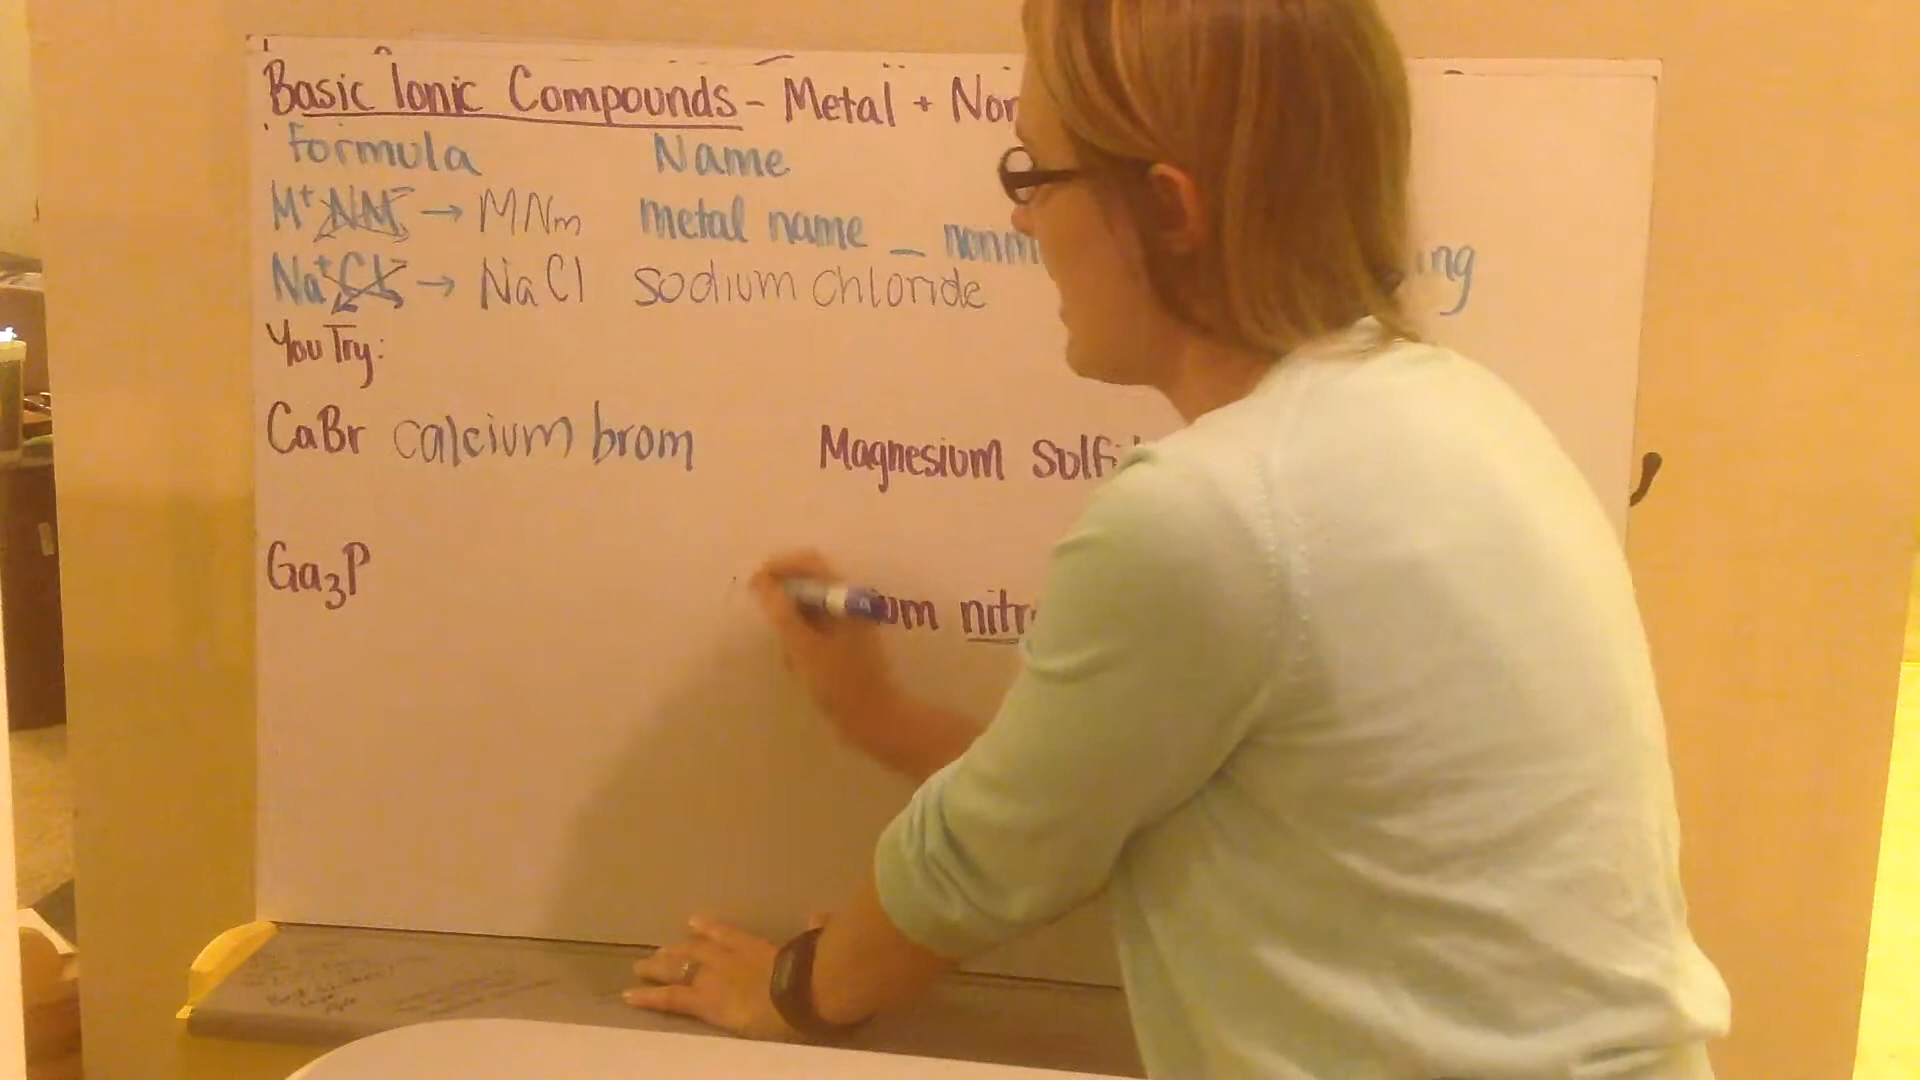 Basic Ionic Compounds - Metal + Non
Formula Name
M⁺ NM⁻ → MNm metal name _ nonm ing
Na⁺ Cl⁻ → NaCl sodium chloride
You Try:
CaBr calcium brom Magnesium sulfi
Ga₃P um nitr